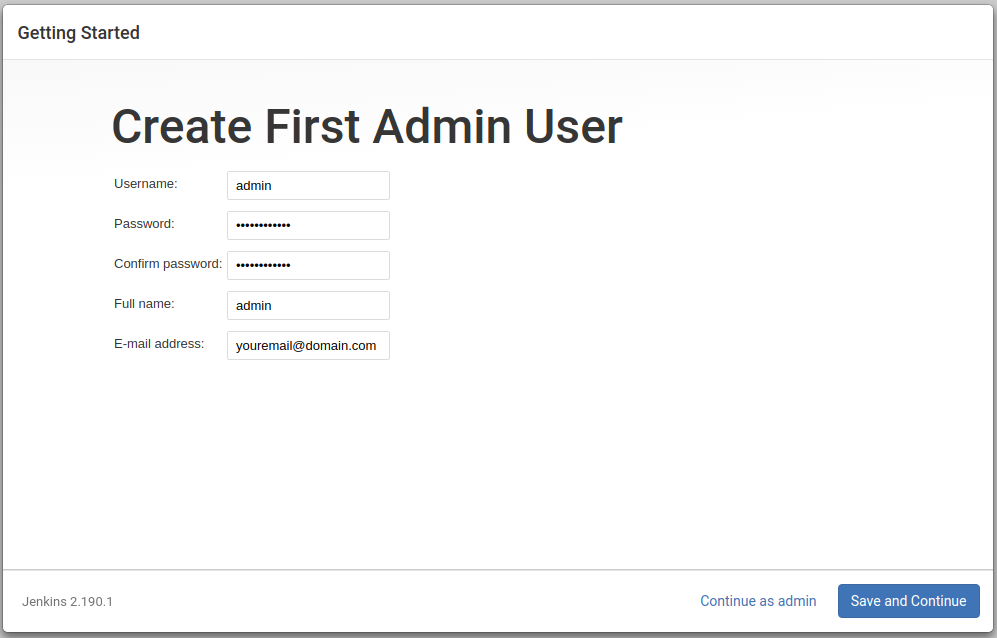 Getting Started
Create First Admin User
Username: admin
Password: ••••••••••••
Confirm password: ••••••••••••
Full name: admin
E-mail address: youremail@domain.com
Jenkins 2.190.1 Continue as admin Save and Continue